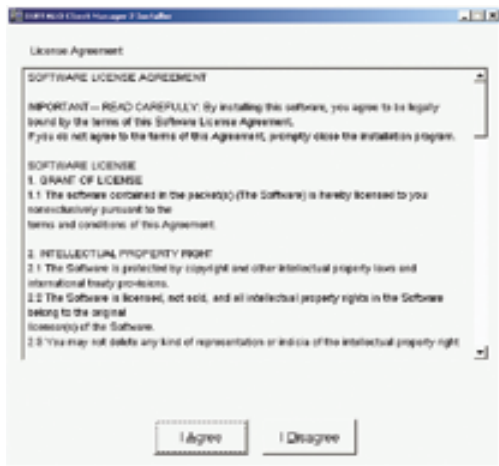 BUFFALO Client Manager 2 Installer
License Agreement
SOFTWARE LICENSE AGREEMENT
IMPORTANT -- READ CAREFULLY: By installing this software, you agree to be legally
bound by the terms of this Software License Agreement.
If you do not agree to the terms of this Agreement, promptly close the installation program.
SOFTWARE LICENSE
1. GRANT OF LICENSE
1.1 The software contained in the packet(s) (The Software) is hereby licensed to you
nonexclusively pursuant to the
terms and conditions of this Agreement.
2. INTELLECTUAL PROPERTY RIGHT
2.1 The Software is protected by copyright and other intellectual property laws and
international treaty provisions.
2.2 The Software is licensed, not sold, and all intellectual property rights in the Software
belong to the original
licensor(s) of the Software.
2.3 You may not delete any kind of representation or indicia of the intellectual property right
I Agree
I Disagree